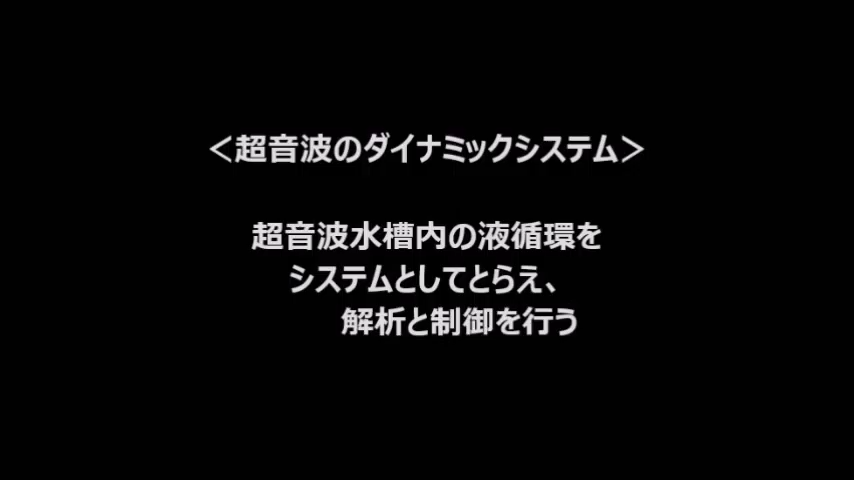 ＜超音波のダイナミックシステム＞
超音波水槽内の液循環を
システムとしてとらえ、
解析と制御を行う